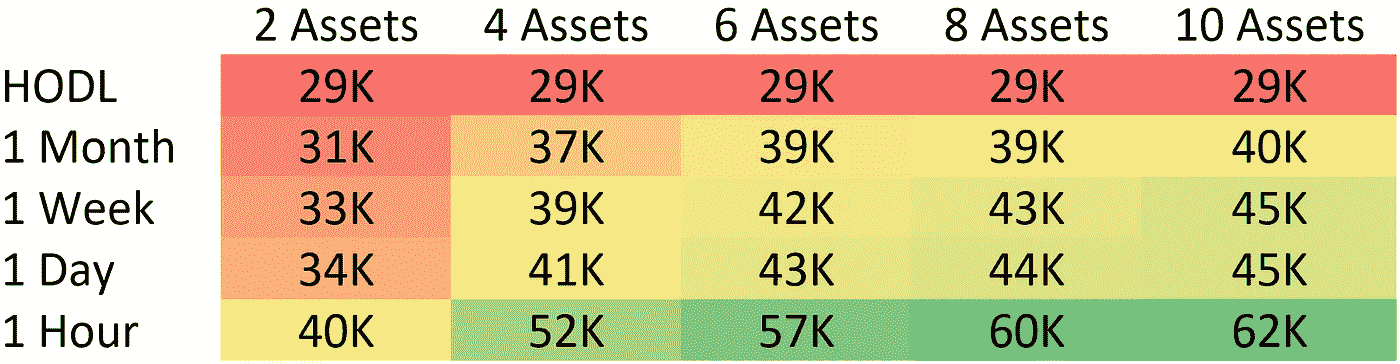 2 Assets 4 Assets 6 Assets 8 Assets 10 Assets
HODL 29K 29K 29K 29K 29K
1 Month 31K 37K 39K 39K 40K
1 Week 33K 39K 42K 43K 45K
1 Day 34K 41K 43K 44K 45K
1 Hour 40K 52K 57K 60K 62K